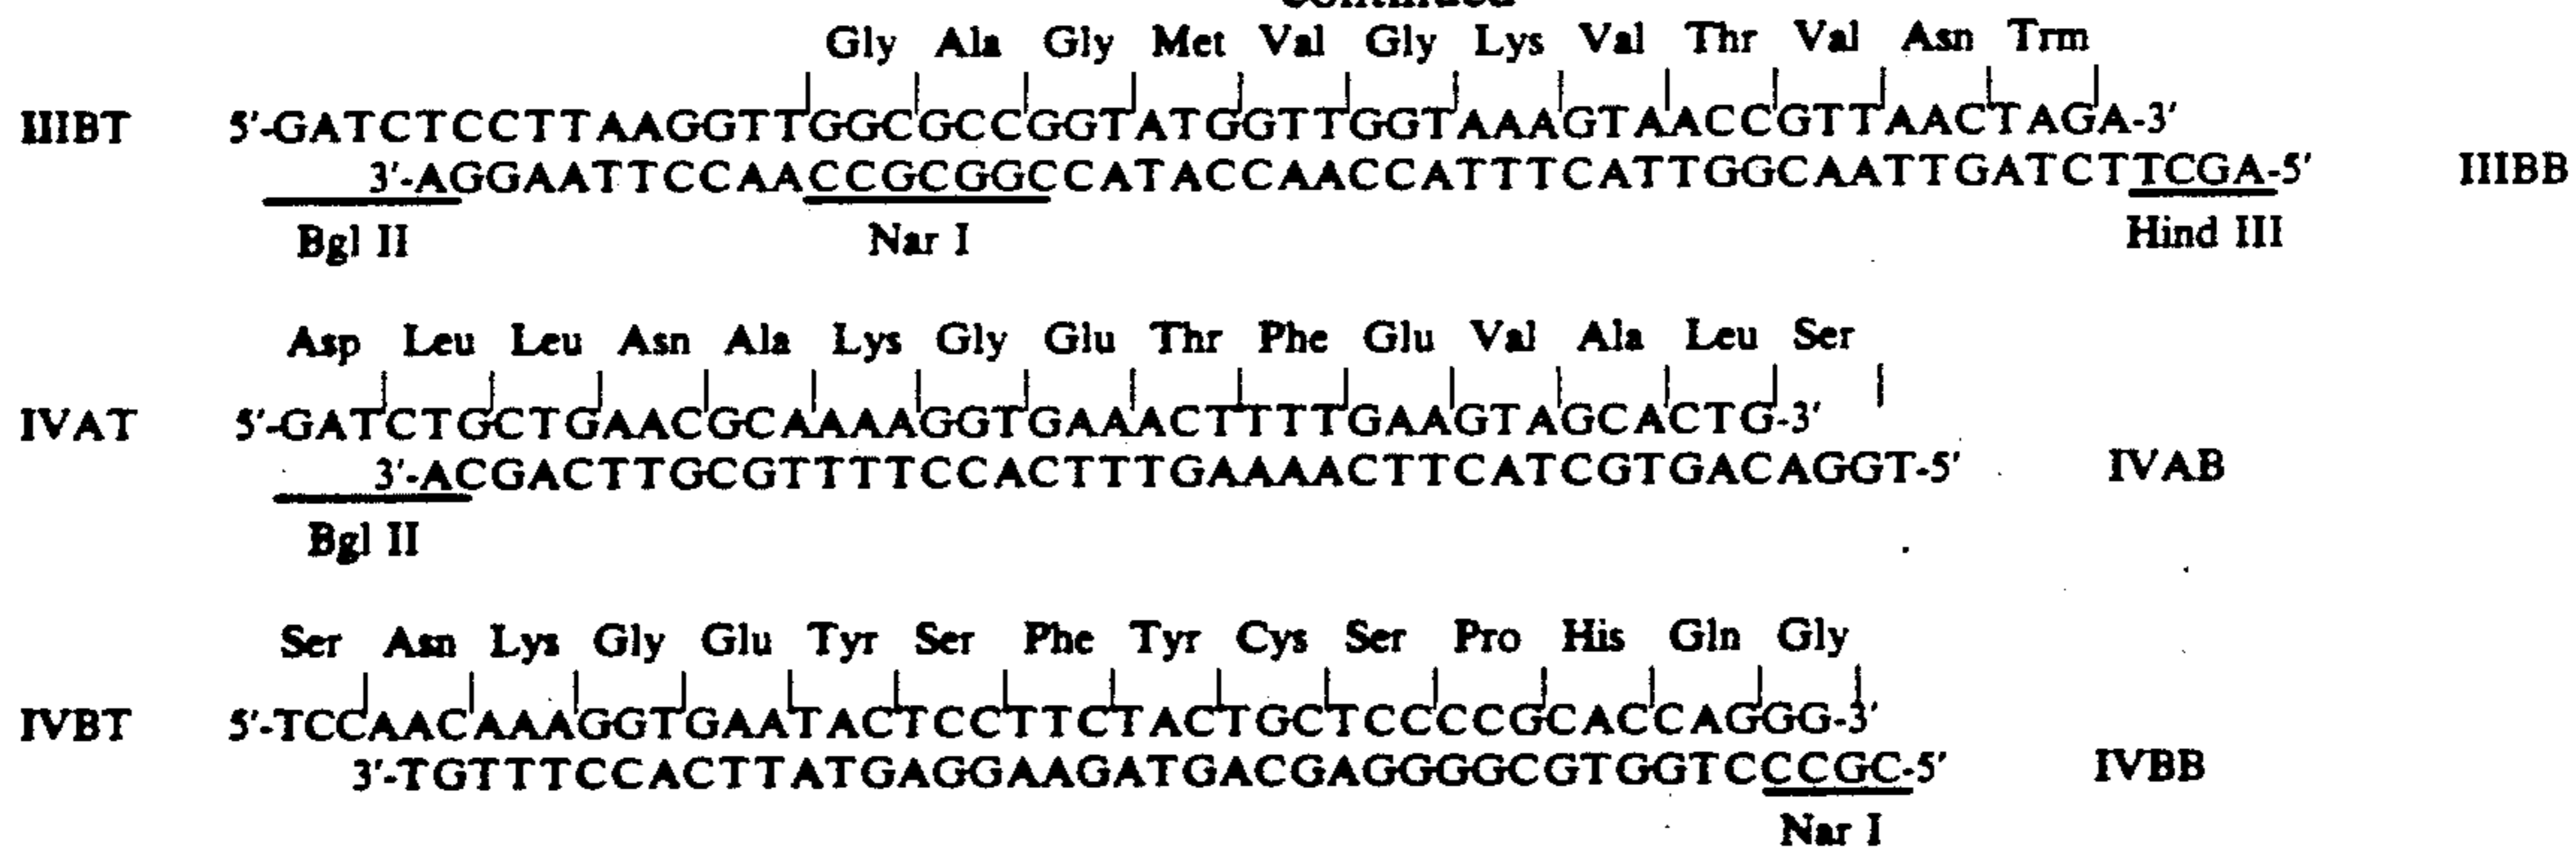 continued
Gly Ala Gly Met Val Gly Lys Val Thr Val Asn Trm
IIIBT 5'-GATCTCCTTAAGGTTGGCGCCGGTATGGTTGGTAAAGTAACCGTTAACTAGA-3'
3'-AGGAATTCCAACCGCGGCCATACCAACCATTTCATTGGCAATTGATCTTCGA-5' IIIBB
Bgl II Nar I Hind III
Asp Leu Leu Asn Ala Lys Gly Glu Thr Phe Glu Val Ala Leu Ser
IVAT 5'-GATCTGCTGAACGCAAAAGGTGAAACTTTTGAAGTAGCACTG-3'
3'-ACGACTTGCGTTTTCCACTTTGAAAACTTCATCGTGACAGGT-5' IVAB
Bgl II
Ser Asn Lys Gly Glu Tyr Ser Phe Tyr Cys Ser Pro His Gln Gly
IVBT 5'-TCCAACAAAGGTGAATACTCCTTCTACTGCTCCCCGCACCAGGG-3'
3'-TGTTTCCACTTATGAGGAAGATGACGAGGGGCGTGGTCCCGC-5' IVBB
Nar I